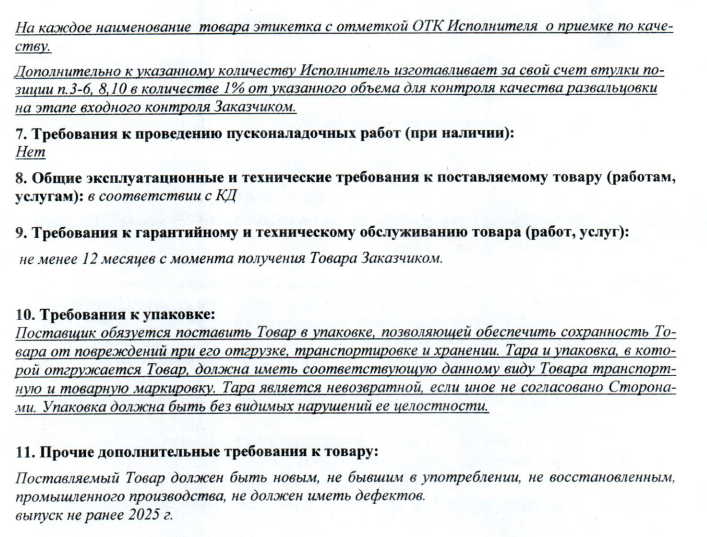 На каждое наименование товара этикетка с отметкой ОТК Исполнителя о приемке по каче-
ству.
Дополнительно к указанному количеству Исполнитель изготавливает за свой счет втулки по-
зиции п.3-6, 8,10 в количестве 1% от указанного объема для контроля качества развальцовки
на этапе входного контроля Заказчиком.
7. Требования к проведению пусконаладочных работ (при наличии):
Нет
8. Общие эксплуатационные и технические требования к поставляемому товару (работам,
услугам): в соответствии с КД
9. Требования к гарантийному и техническому обслуживанию товара (работ, услуг):
не менее 12 месяцев с момента получения Товара Заказчиком.
10. Требования к упаковке:
Поставщик обязуется поставить Товар в упаковке, позволяющей обеспечить сохранность То-
вара от повреждений при его отгрузке, транспортировке и хранении. Тара и упаковка, в кото-
рой отгружается Товар, должна иметь соответствующую данному виду Товара транспорт-
ную и товарную маркировку. Тара является невозвратной, если иное не согласовано Сторона-
ми. Упаковка должна быть без видимых нарушений ее целостности.
11. Прочие дополнительные требования к товару:
Поставляемый Товар должен быть новым, не бывшим в употреблении, не восстановленным,
промышленного производства, не должен иметь дефектов.
выпуск не ранее 2025 г.